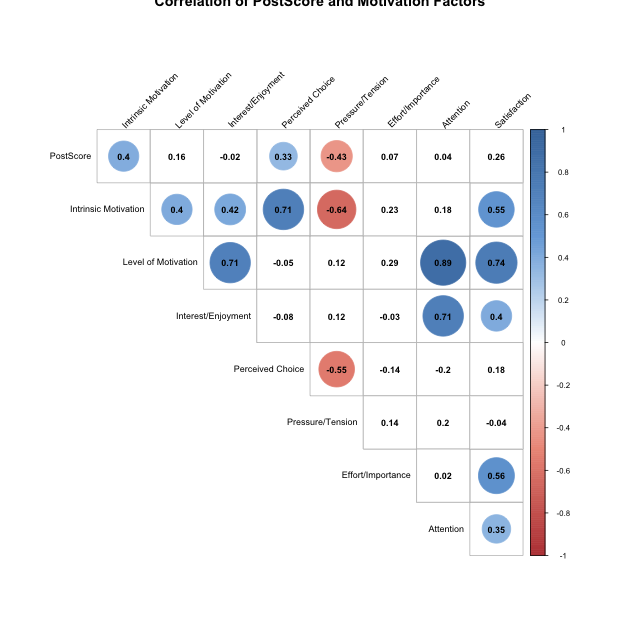 Correlation of PostScore and Motivation Factors
Intrinsic Motivation
Level of Motivation
Interest/Enjoyment
Perceived Choice
Pressure/Tension
Effort/Importance
Attention
Satisfaction
PostScore 0.4 0.16 -0.02 0.33 -0.43 0.07 0.04 0.26
Intrinsic Motivation 0.4 0.42 0.71 -0.64 0.23 0.18 0.55
Level of Motivation 0.71 -0.05 0.12 0.29 0.89 0.74
Interest/Enjoyment -0.08 0.12 -0.03 0.71 0.4
Perceived Choice -0.55 -0.14 -0.2 0.18
Pressure/Tension 0.14 0.2 -0.04
Effort/Importance 0.02 0.56
Attention 0.35
1
0.8
0.6
0.4
0.2
0
-0.2
-0.4
-0.6
-0.8
-1